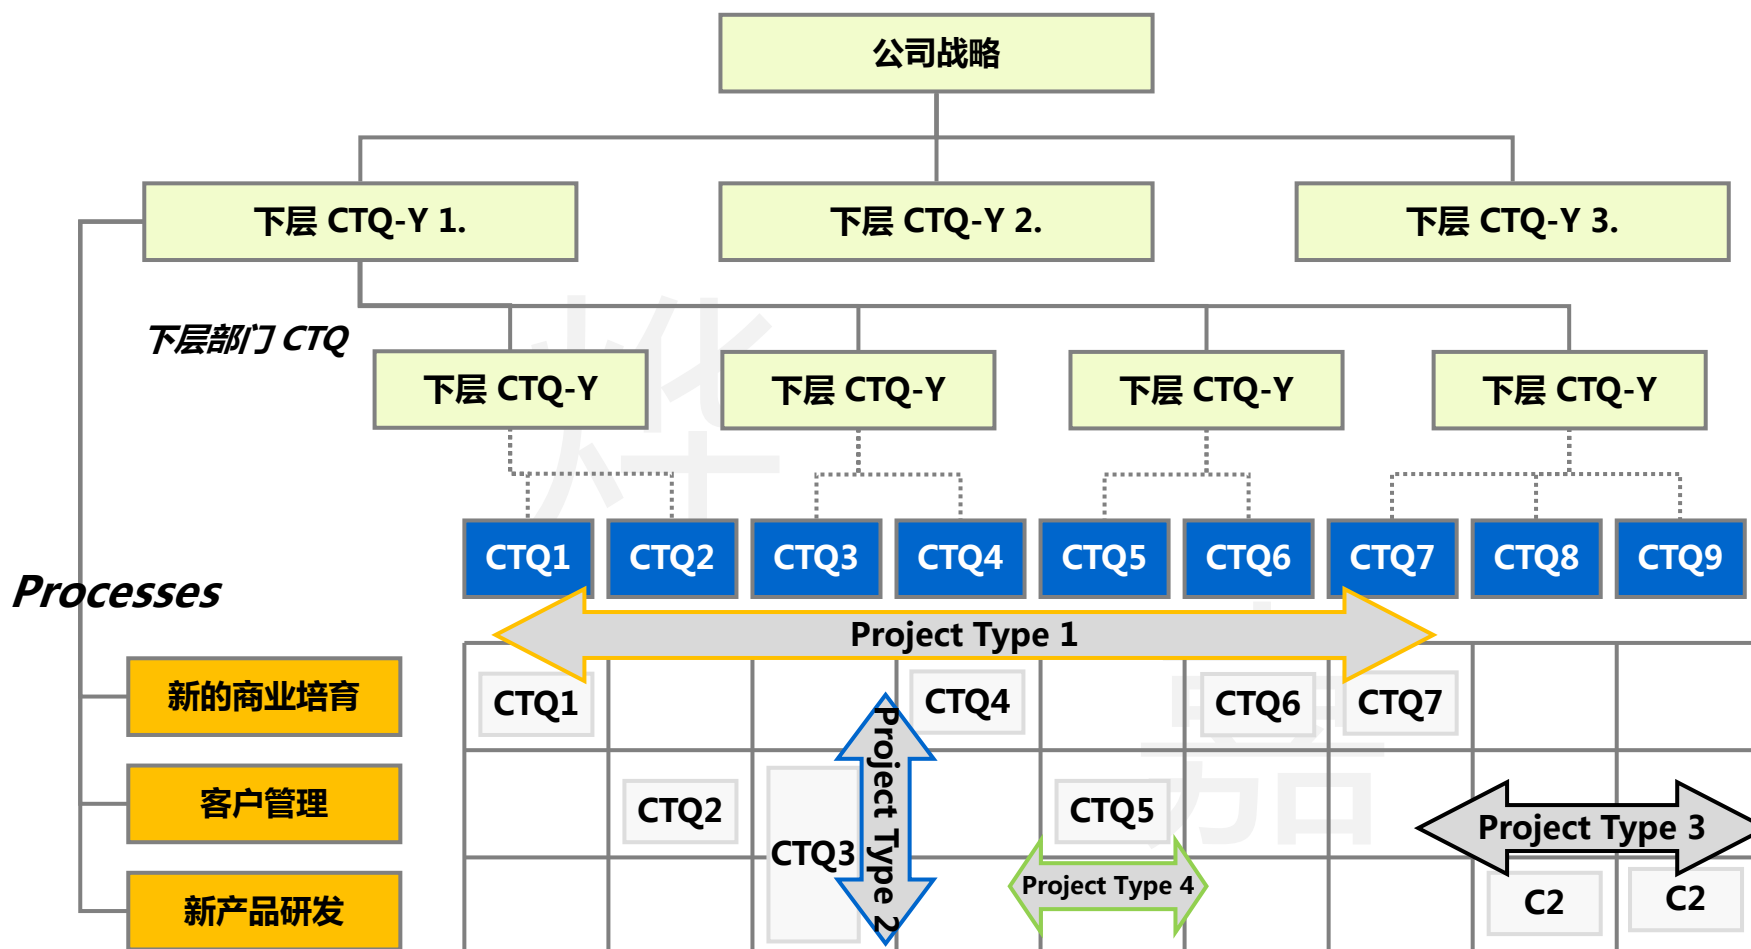 公司战略
下层 CTQ-Y 1.
下层 CTQ-Y 2.
下层 CTQ-Y 3.
下层部门 CTQ
下层 CTQ-Y
下层 CTQ-Y
下层 CTQ-Y
下层 CTQ-Y
CTQ1
CTQ2
CTQ3
CTQ4
CTQ5
CTQ6
CTQ7
CTQ8
CTQ9
Processes
Project Type 1
新的商业培育
CTQ1
CTQ4
CTQ6
CTQ7
Project Type 2
客户管理
CTQ2
CTQ3
CTQ5
Project Type 3
Project Type 4
新产品研发
C2
C2
烨
嘉